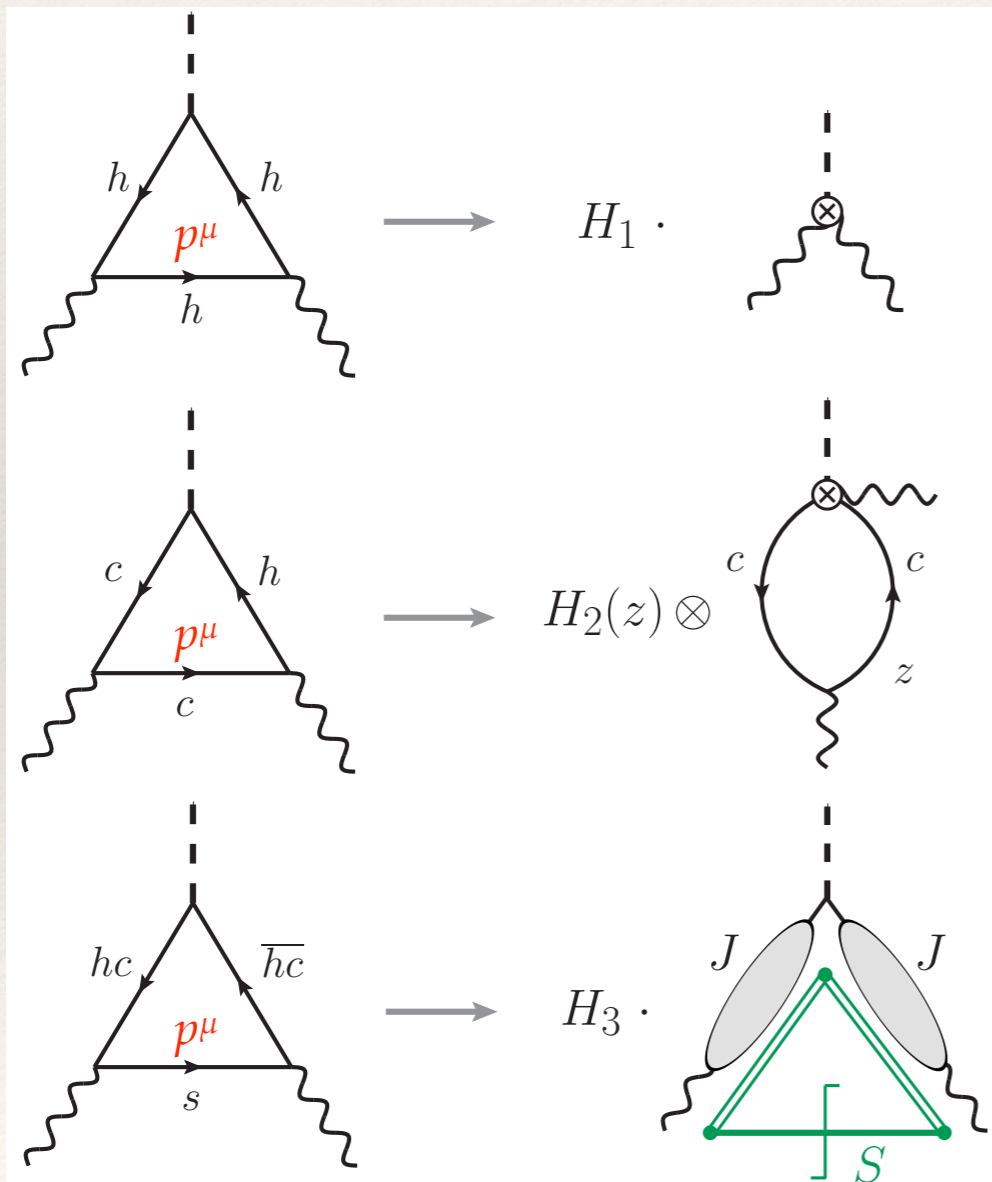 h h
p^μ
h
H_1 ·
c h
p^μ
c
H_2(z) ⊗
c c
z
hc \overline{hc}
p^μ
s
H_3 ·
J J
S